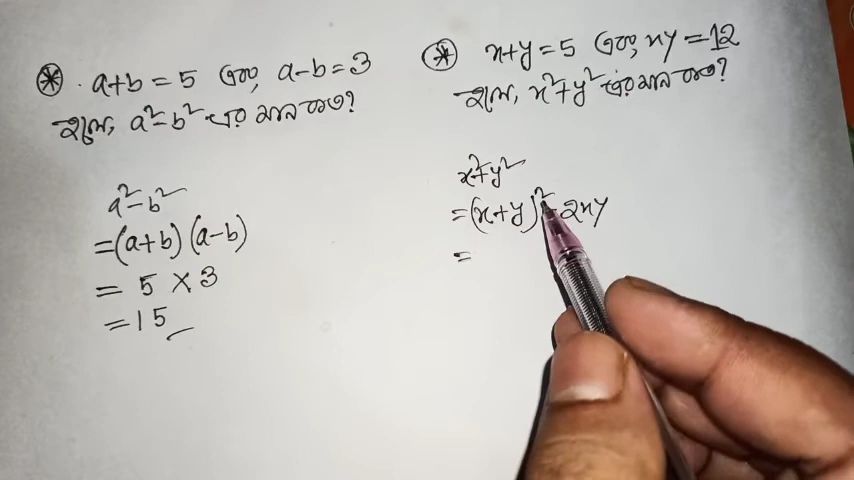 a+b = 5 এবং, a-b = 3
হলে, a²-b² এর মান কত?
a²-b²
=(a+b)(a-b)
= 5 × 3
=15
x+y = 5 এবং, xy = 12
হলে, x²+y² এর মান কত?
x²+y²
=(x+y)²-2xy
=